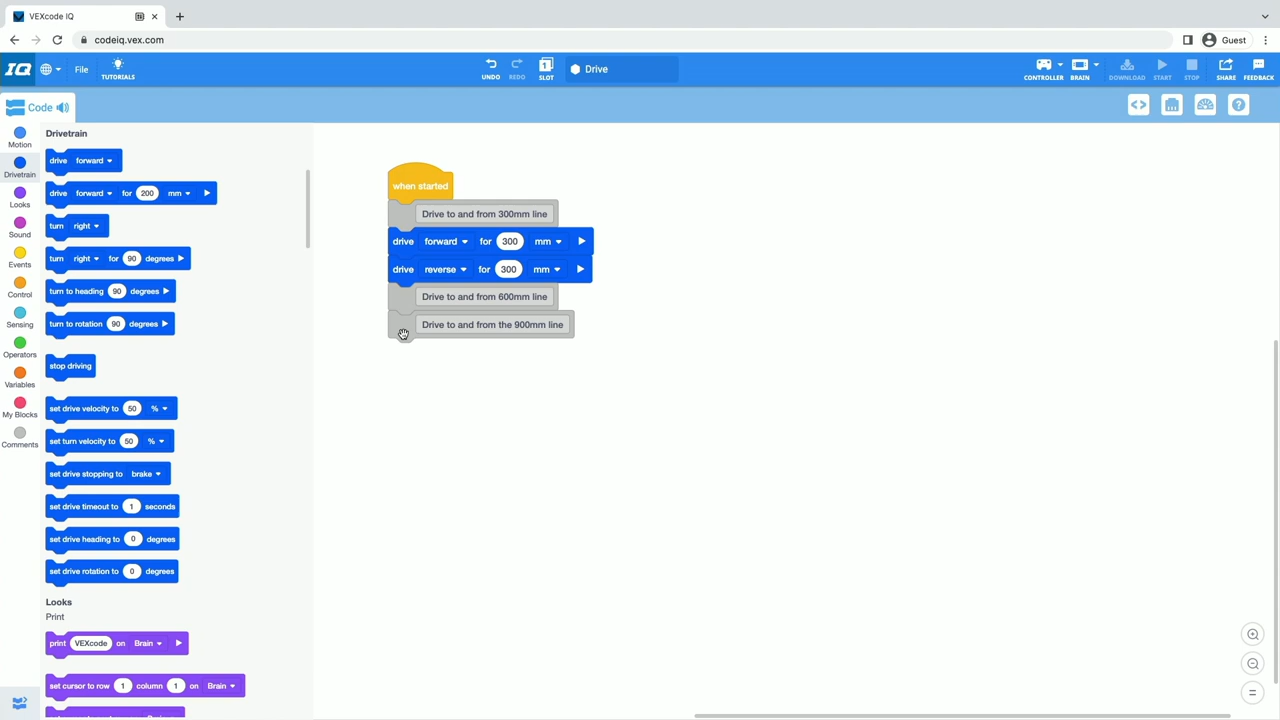 VEXcode IQ
codeiq.vex.com
Guest
IQ
File
TUTORIALS
UNDO
REDO
SLOT
Drive
CONTROLLER
BRAIN
DOWNLOAD
START
STOP
SHARE
FEEDBACK
Code
Motion
Drivetrain
Looks
Sound
Events
Control
Sensing
Operators
Variables
My Blocks
Comments
Drivetrain
drive forward
drive forward for 200 mm
turn right
turn right for 90 degrees
turn to heading 90 degrees
turn to rotation 90 degrees
stop driving
set drive velocity to 50 %
set turn velocity to 50 %
set drive stopping to brake
set drive timeout to 1 seconds
set drive heading to 0 degrees
set drive rotation to 0 degrees
Looks
Print
print VEXcode on Brain
set cursor to row 1 column 1 on Brain
when started
Drive to and from 300mm line
drive forward for 300 mm
drive reverse for 300 mm
Drive to and from 600mm line
Drive to and from the 900mm line